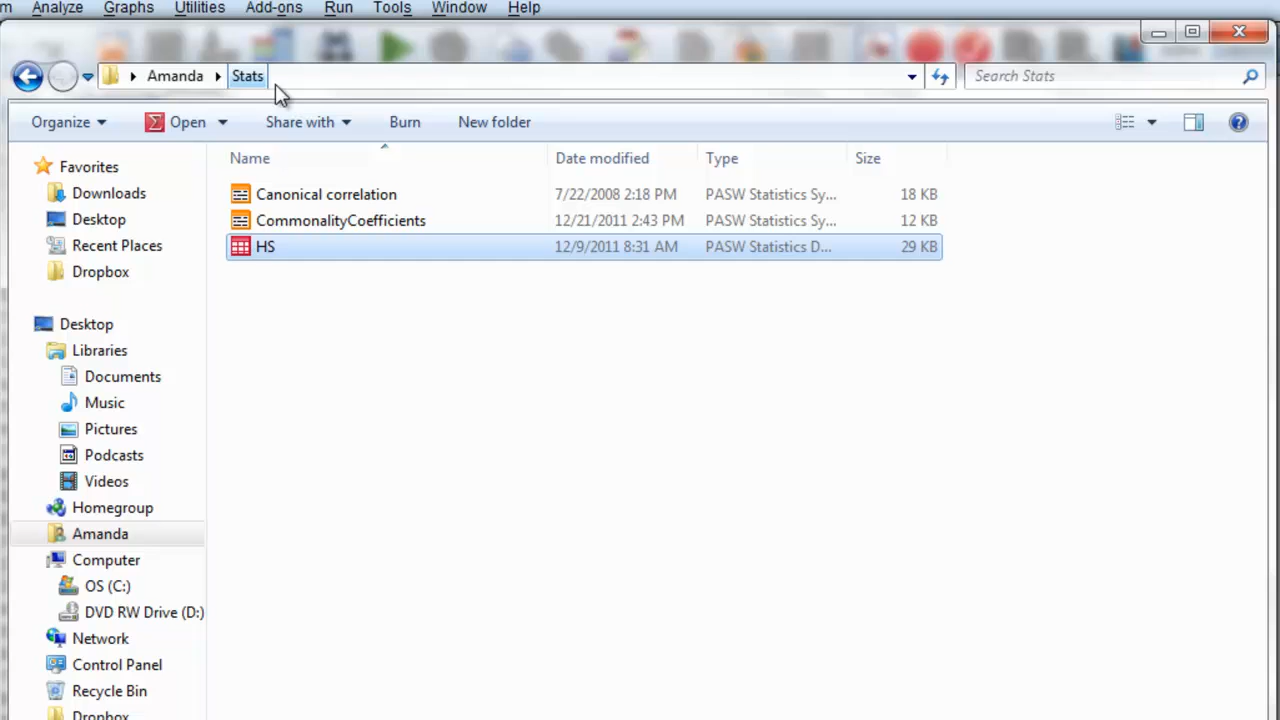 m Analyze Graphs Utilities Add-ons Run Tools Window Help
Amanda Stats Search Stats
Organize Open Share with Burn New folder
Name Date modified Type Size
Canonical correlation 7/22/2008 2:18 PM PASW Statistics Sy... 18 KB
CommonalityCoefficients 12/21/2011 2:43 PM PASW Statistics Sy... 12 KB
HS 12/9/2011 8:31 AM PASW Statistics D... 29 KB
Favorites
Downloads
Desktop
Recent Places
Dropbox
Desktop
Libraries
Documents
Music
Pictures
Podcasts
Videos
Homegroup
Amanda
Computer
OS (C:)
DVD RW Drive (D:)
Network
Control Panel
Recycle Bin
Dropbox